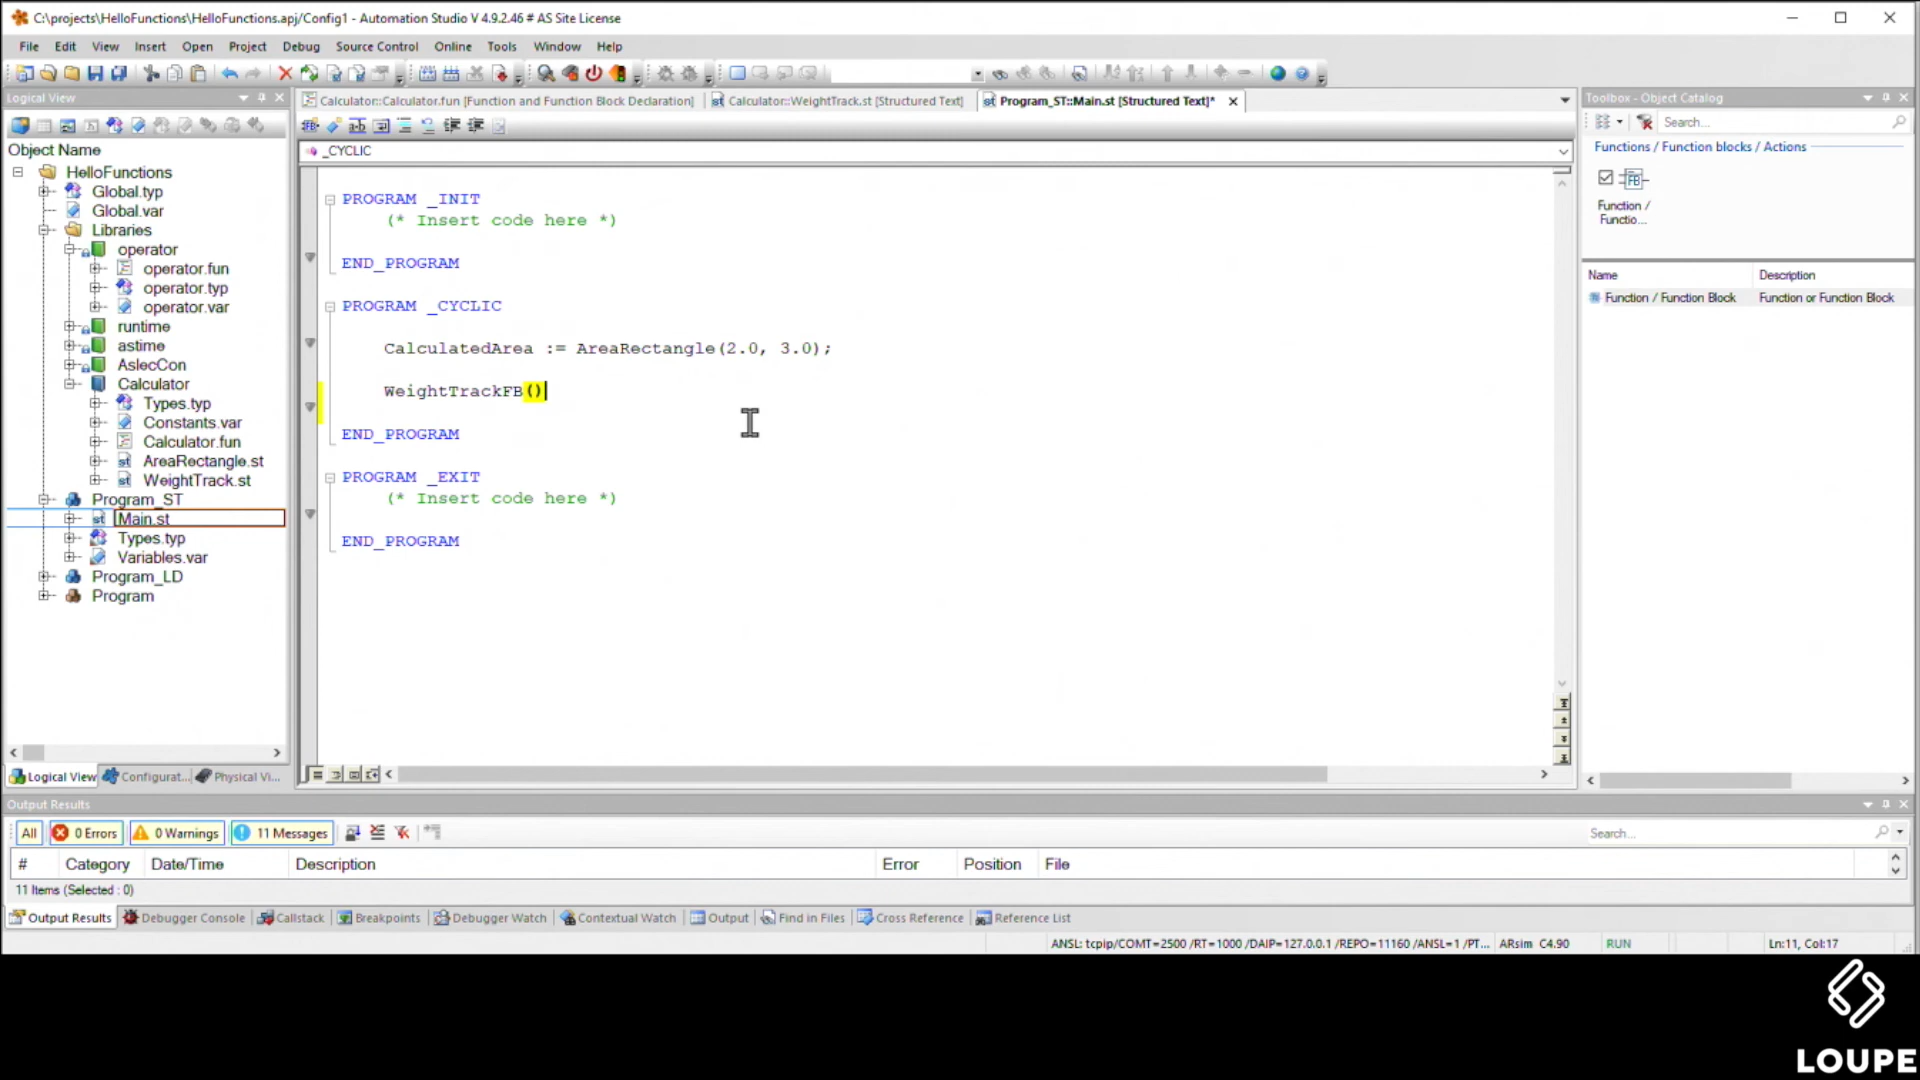 C:\projects\HelloFunctions\HelloFunctions.apj/Config1 - Automation Studio V 4.9.2.46 # AS Site License
File Edit View Insert Open Project Debug Source Control Online Tools Window Help
Logical View
Calculator::Calculator.fun [Function and Function Block Declaration]
Calculator::WeightTrack.st [Structured Text]
Program_ST::Main.st [Structured Text]*
Toolbox - Object Catalog
Search...
Object Name
_CYCLIC
Functions / Function blocks / Actions
HelloFunctions
Global.typ
Global.var
Libraries
operator
operator.fun
operator.typ
operator.var
runtime
astime
AsIecCon
Calculator
Types.typ
Constants.var
Calculator.fun
AreaRectangle.st
WeightTrack.st
Program_ST
Main.st
Types.typ
Variables.var
Program_LD
Program
Logical View Configurat... Physical Vi...
PROGRAM _INIT
(* Insert code here *)
END_PROGRAM
PROGRAM _CYCLIC
CalculatedArea := AreaRectangle(2.0, 3.0);
WeightTrackFB()
END_PROGRAM
PROGRAM _EXIT
(* Insert code here *)
END_PROGRAM
FB
Function /
Functio...
Name Description
Function / Function Block Function or Function Block
Output Results
All 0 Errors 0 Warnings 11 Messages
Search...
# Category Date/Time Description Error Position File
11 Items (Selected : 0)
Output Results Debugger Console Callstack Breakpoints Debugger Watch Contextual Watch Output Find in Files Cross Reference Reference List
ANSL: tcpip/COMT=2500 /RT=1000 /DAIP=127.0.0.1 /REPO=11160 /ANSL=1 /PT... ARsim C4.90 RUN Ln:11, Col:17
LOUPE